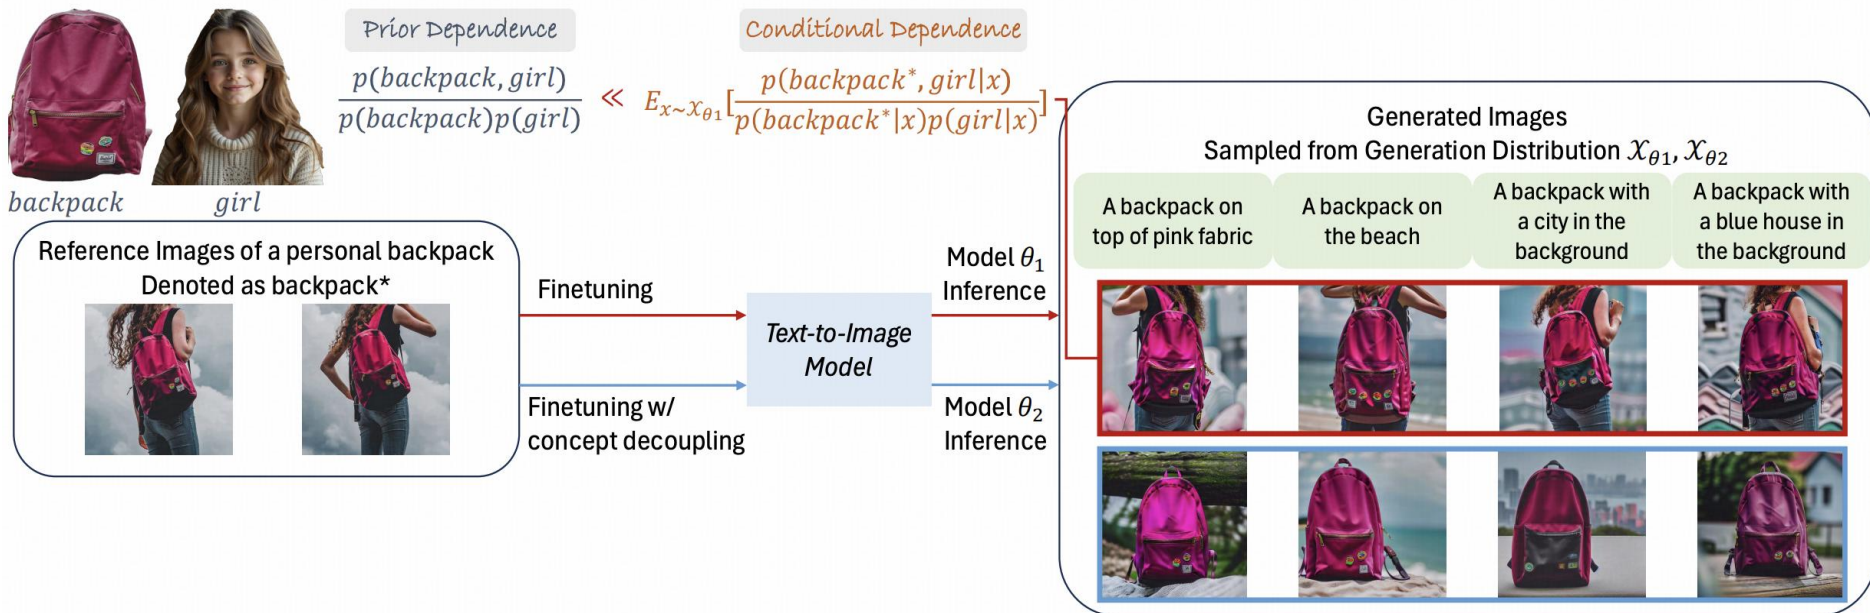 Prior Dependence
p(backpack, girl)
p(backpack)p(girl)
≪
Conditional Dependence
E_{x∼𝒳_{θ1}}[p(backpack*, girl|x)
p(backpack*|x)p(girl|x)]
backpack
girl
Reference Images of a personal backpack
Denoted as backpack*
Finetuning
Finetuning w/
concept decoupling
Text-to-Image
Model
Model θ₁
Inference
Model θ₂
Inference
Generated Images
Sampled from Generation Distribution 𝒳_{θ1}, 𝒳_{θ2}
A backpack on
top of pink fabric
A backpack on
the beach
A backpack with
a city in the
background
A backpack with
a blue house in
the background